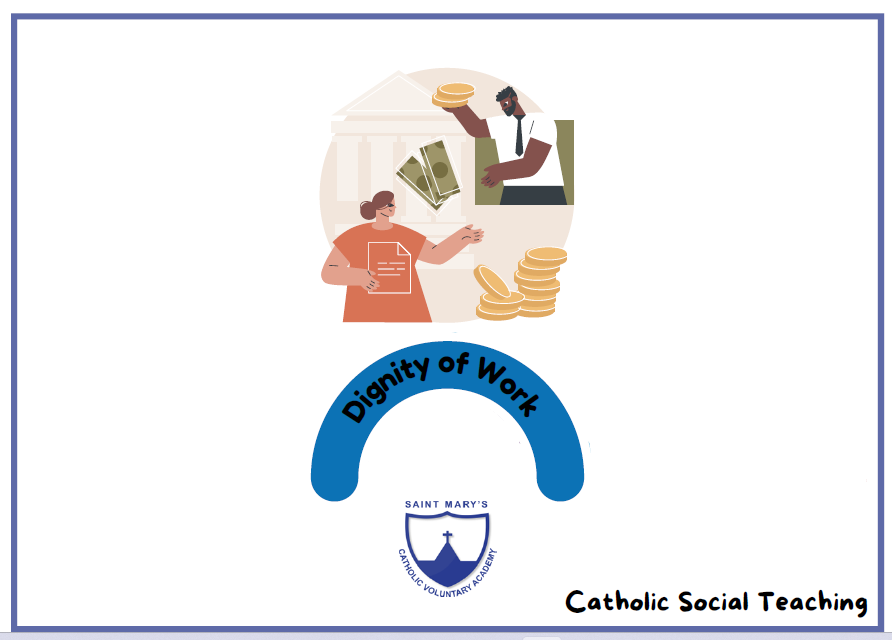 Dignity of Work
SAINT MARY'S
CATHOLIC VOLUNTARY ACADEMY
Catholic Social Teaching